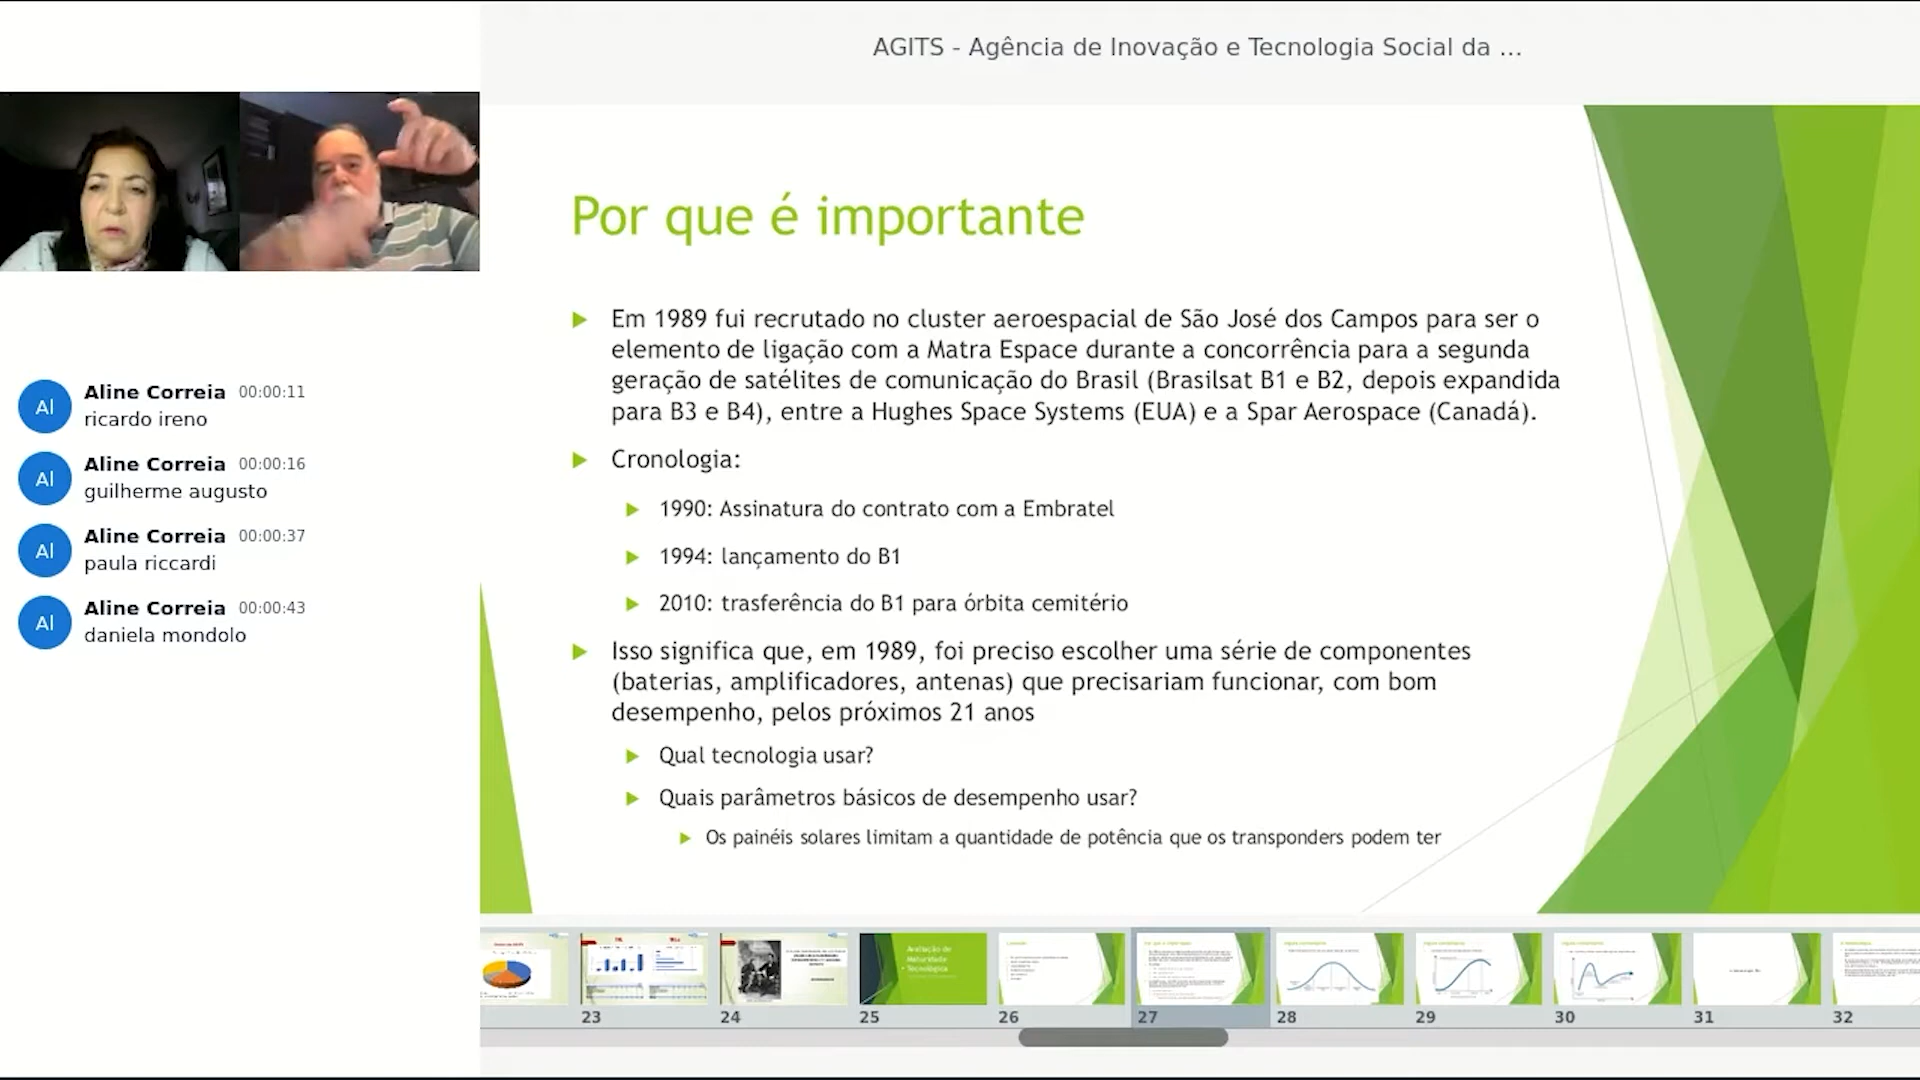 AGITS - Agência de Inovação e Tecnologia Social da ...
Al
Aline Correia 00:00:11
ricardo ireno
Al
Aline Correia 00:00:16
guilherme augusto
Al
Aline Correia 00:00:37
paula riccardi
Al
Aline Correia 00:00:43
daniela mondolo
Por que é importante
Em 1989 fui recrutado no cluster aeroespacial de São José dos Campos para ser o
elemento de ligação com a Matra Espace durante a concorrência para a segunda
geração de satélites de comunicação do Brasil (Brasilsat B1 e B2, depois expandida
para B3 e B4), entre a Hughes Space Systems (EUA) e a Spar Aerospace (Canadá).
Cronologia:
1990: Assinatura do contrato com a Embratel
1994: lançamento do B1
2010: trasferência do B1 para órbita cemitério
Isso significa que, em 1989, foi preciso escolher uma série de componentes
(baterias, amplificadores, antenas) que precisariam funcionar, com bom
desempenho, pelos próximos 21 anos
Qual tecnologia usar?
Quais parâmetros básicos de desempenho usar?
Os painéis solares limitam a quantidade de potência que os transponders podem ter
Avaliação de
Maturidade
Tecnológica
23
24
25
26
27
28
29
30
31
32